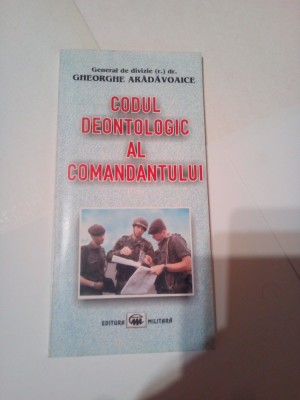 General de divizie (r.) dr.
GHEORGHE ARĂDĂVOAICE
CODUL
DEONTOLOGIC
AL
COMANDANTULUI
EDITURA MILITARĂ